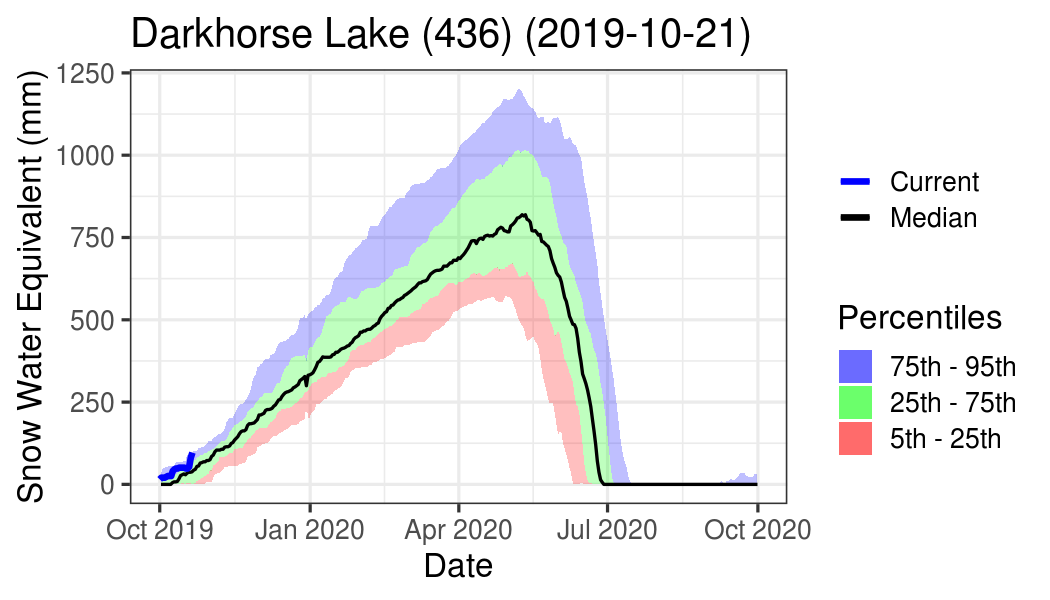 Darkhorse Lake (436) (2019-10-21)
Snow Water Equivalent (mm)
1250
1000
750
500
250
0
Oct 2019
Jan 2020
Apr 2020
Jul 2020
Oct 2020
Date
Current
Median
Percentiles
75th - 95th
25th - 75th
5th - 25th